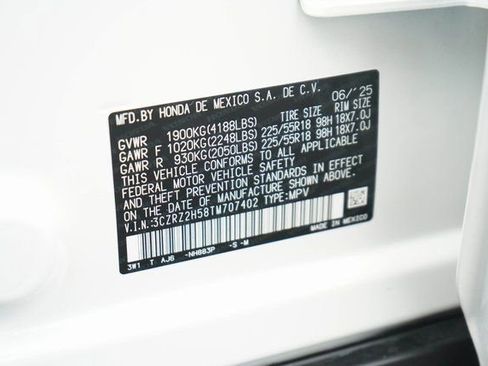 MFD.BY HONDA DE MEXICO S.A. DE C.V. 06/'25
TIRE SIZE RIM SIZE
GVWR 1900KG(4188LBS)
GAWR F 1020KG(2248LBS) 225/55R18 98H 18X7.0J
GAWR R 930KG(2050LBS) 225/55R18 98H 18X7.0J
THIS VEHICLE CONFORMS TO ALL APPLICABLE
FEDERAL MOTOR VEHICLE SAFETY
STANDARDS IN EFFECT
ON THE DATE OF MANUFACTURE SHOWN ABOVE.
V.I.N.:3CZRZ2H58TM707402 TYPE:MPV
3W1 T AJ6 -NH883P -S -M
MADE IN MEXICO